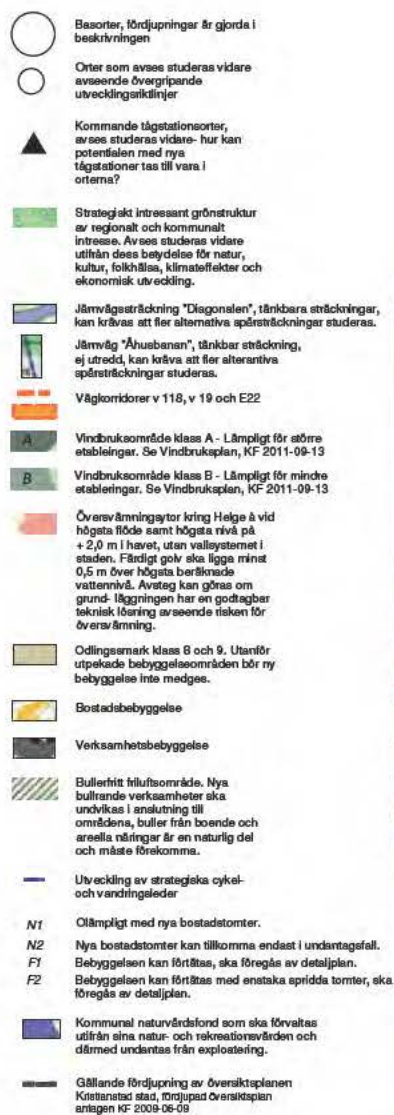 Basorter, fördjupningar är gjorda i
beskrivningen
Orter som avses studeras vidare
avseende övergripande
utvecklingsriktlinjer
Kommande tågstationsorter,
avses studeras vidare- hur kan
potentialen med nya
tågstationer tas till vara i
orterna?
Strategiskt intressant grönstruktur
av regionalt och kommunalt
intresse. Avses studeras vidare
utifrån dess betydelse för natur,
kultur, folkhälsa, klimateffekter och
ekonomisk utveckling.
Järnvägssträckning "Diagonalen", tänkbara sträckningar,
kan krävas att fler alternativa spårsträckningar studeras.
Järnväg "Åhusbanan", tänkbar sträckning,
ej utredd, kan kräva att fler alterantiva
spårsträckningar studeras.
Vägkorridorer v 118, v 19 och E22
A Vindbruksområde klass A - Lämpligt för större
etableingar. Se Vindbruksplan, KF 2011-09-13
B Vindbruksområde klass B - Lämpligt för mindre
etableringar. Se Vindbruksplan, KF 2011-09-13
Översvämningsytor kring Helge å vid
högsta flöde samt högsta nivå på
+ 2,0 m i havet, utan vallsystemet i
staden. Färdigt golv ska ligga minst
0,5 m över högsta beräknade
vattennivå. Avsteg kan göras om
grund- läggningen har en godtagbar
teknisk lösning avseende risken för
översvämning.
Odlingsmark klass 8 och 9. Utanför
utpekade bebyggelseområden bör ny
bebyggelse inte medges.
Bostadsbebyggelse
Verksamhetsbebyggelse
Bullerfritt friluftsområde. Nya
bullrande verksamheter ska
undvikas i anslutning till
områdena, buller från boende och
areella näringar är en naturlig del
och måste förekomma.
Utveckling av strategiska cykel-
och vandringsleder
N1 Olämpligt med nya bostadstomter.
N2 Nya bostadstomter kan tillkomma endast i undantagsfall.
F1 Bebyggelsen kan förtätas, ska föregås av detaljplan.
F2 Bebyggelsen kan förtätas med enstaka spridda tomter, ska
föregås av detaljplan.
Kommunal naturvårdsfond som ska förvaltas
utifrån sina natur- och rekreationsvärden och
därmed undantas från exploatering.
Gällande fördjupning av översiktsplanen
Kristianstad stad, fördjupad översiktsplan
antagen KF 2009-06-09